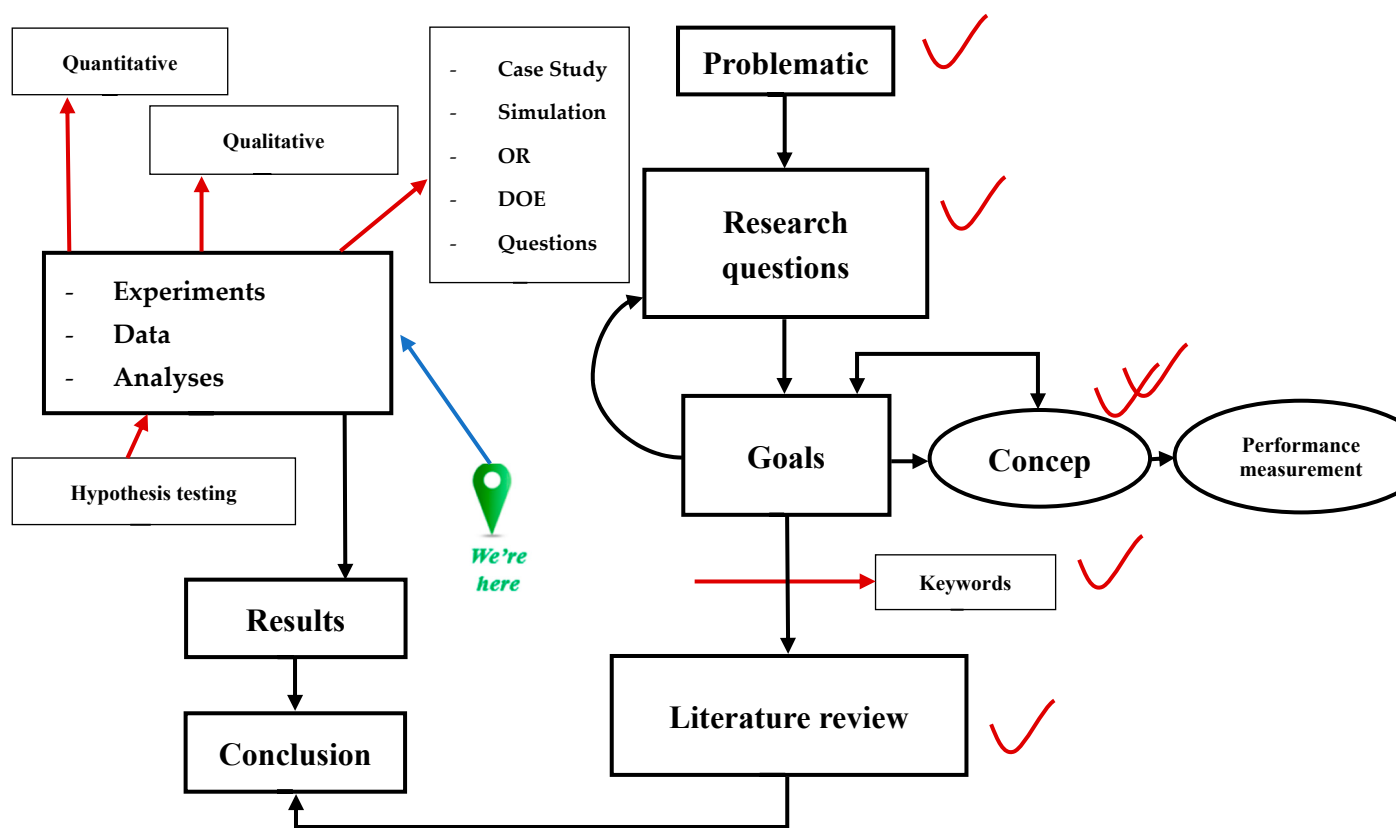 Quantitative
Qualitative
- Case Study
- Simulation
- OR
- DOE
- Questions
- Experiments
- Data
- Analyses
Hypothesis testing
We're
here
Results
Conclusion
Problematic
Research
questions
Goals
Concep
Performance
measurement
Keywords
Literature review